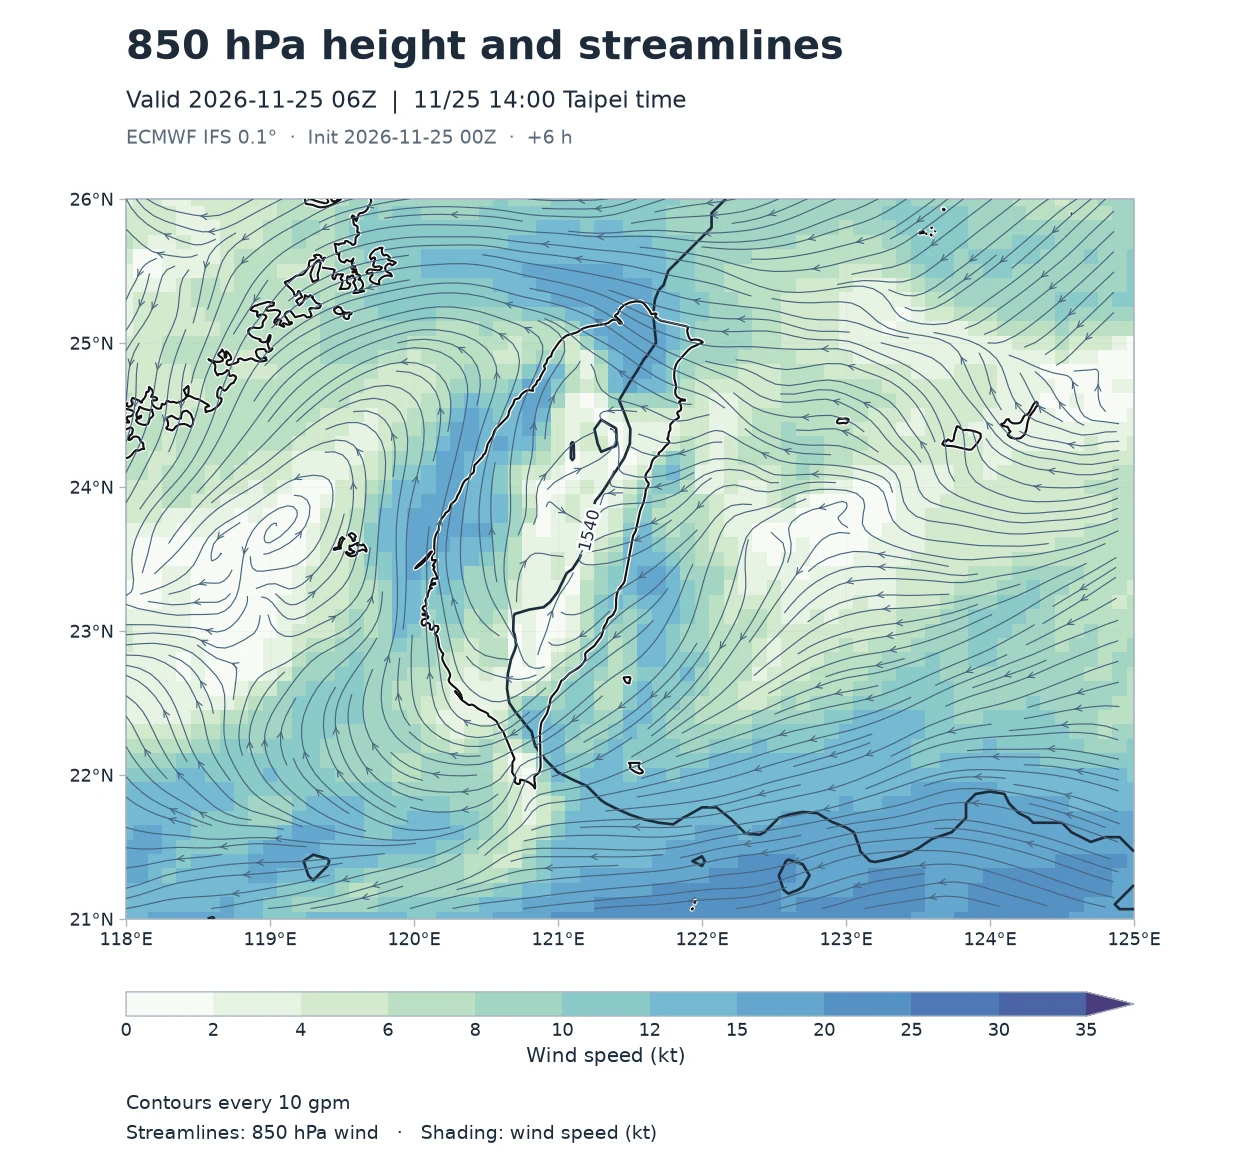 850 hPa height and streamlines
Valid 2026-11-25 06Z | 11/25 14:00 Taipei time
ECMWF IFS 0.1° · Init 2026-11-25 00Z · +6 h
26°N
25°N
24°N
1540
23°N
22°N
21°N
118°E 119°E 120°E 121°E 122°E 123°E 124°E 125°E
0 2 4 6 8 10 12 15 20 25 30 35
Wind speed (kt)
Contours every 10 gpm
Streamlines: 850 hPa wind · Shading: wind speed (kt)